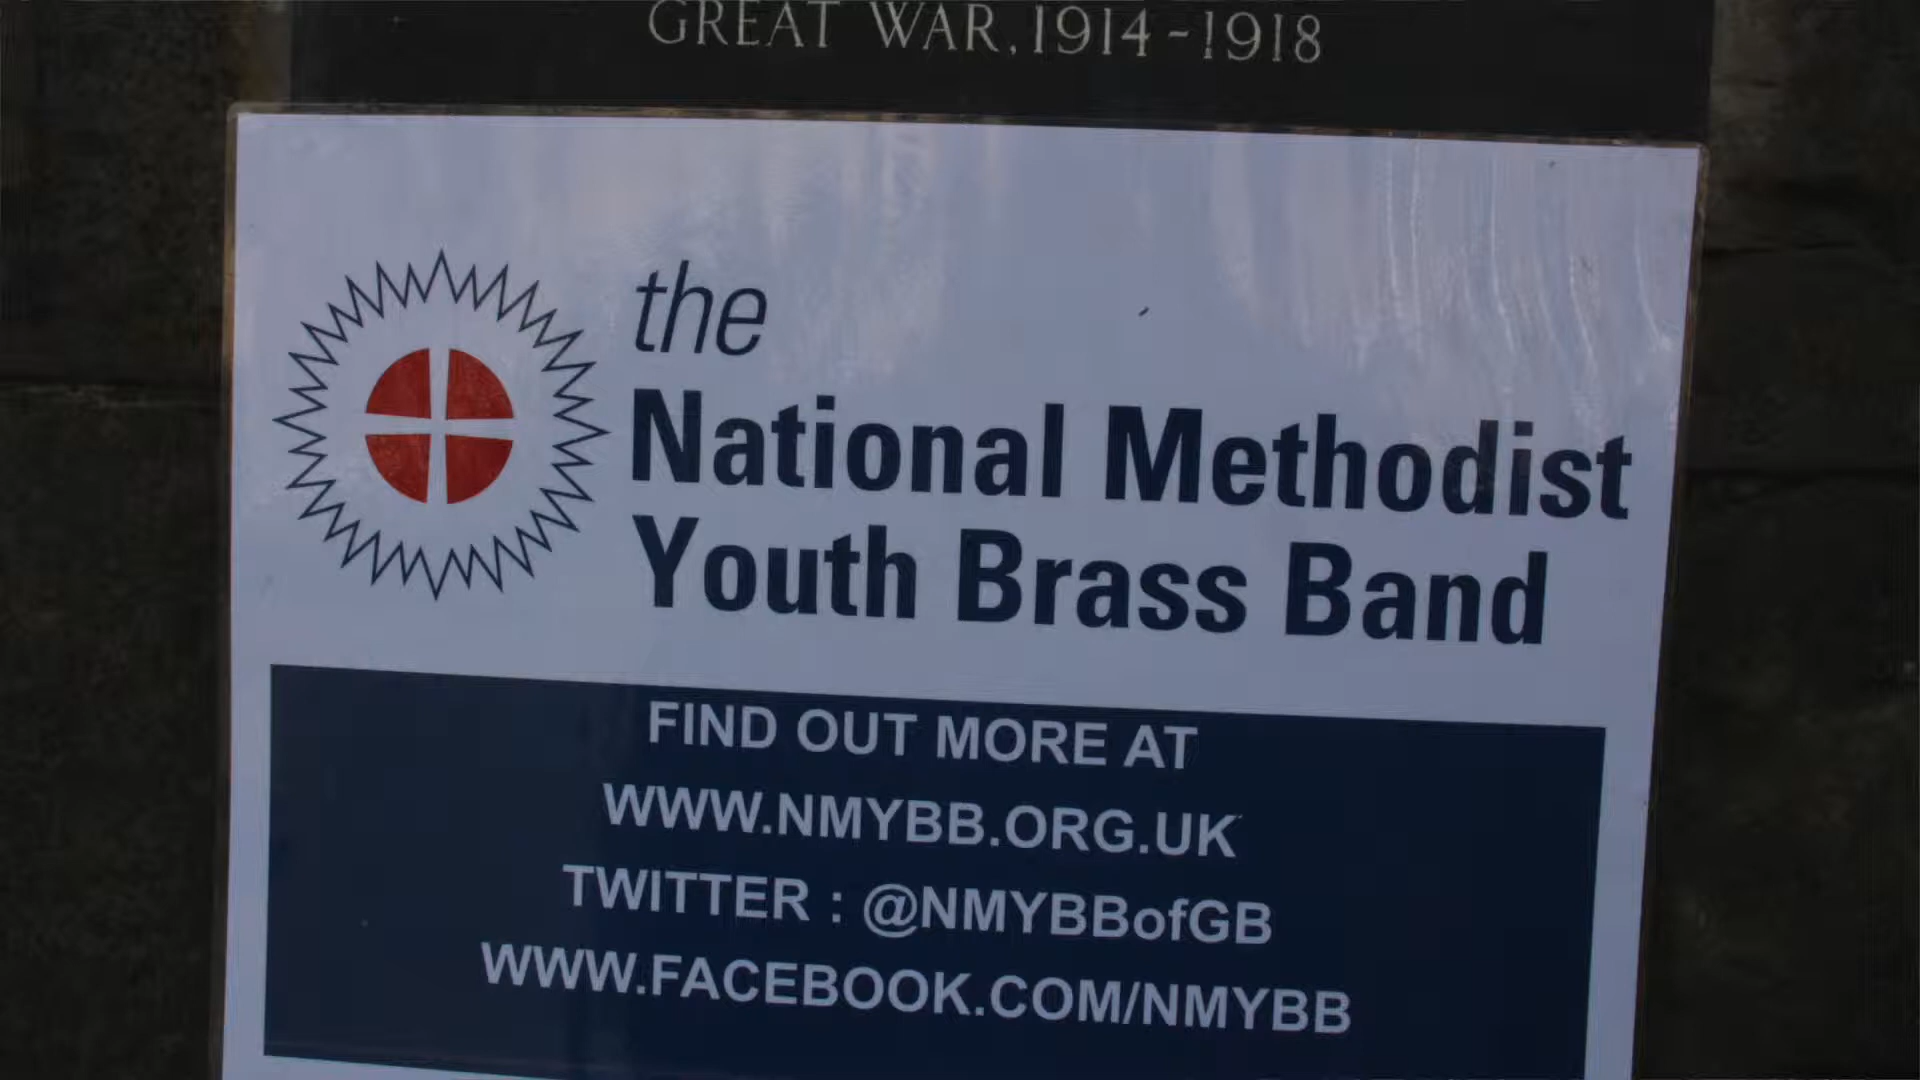 GREAT WAR, 1914-1918
the
National Methodist
Youth Brass Band
FIND OUT MORE AT
WWW.NMYBB.ORG.UK
TWITTER : @NMYBBofGB
WWW.FACEBOOK.COM/NMYBB